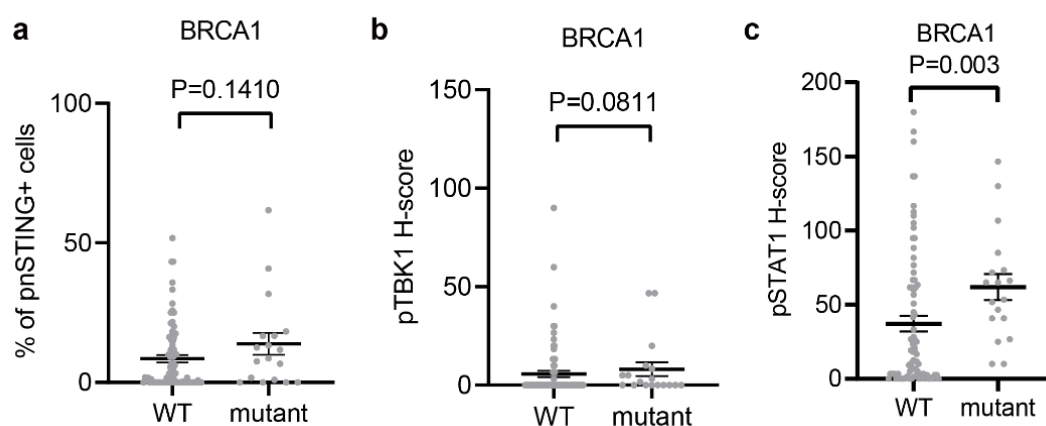 a
BRCA1
P=0.1410
% of pnSTING+ cells
100
50
0
WT
mutant
b
BRCA1
P=0.0811
pTBK1 H-score
150
100
50
0
WT
mutant
c
BRCA1
P=0.003
pSTAT1 H-score
200
150
100
50
0
WT
mutant